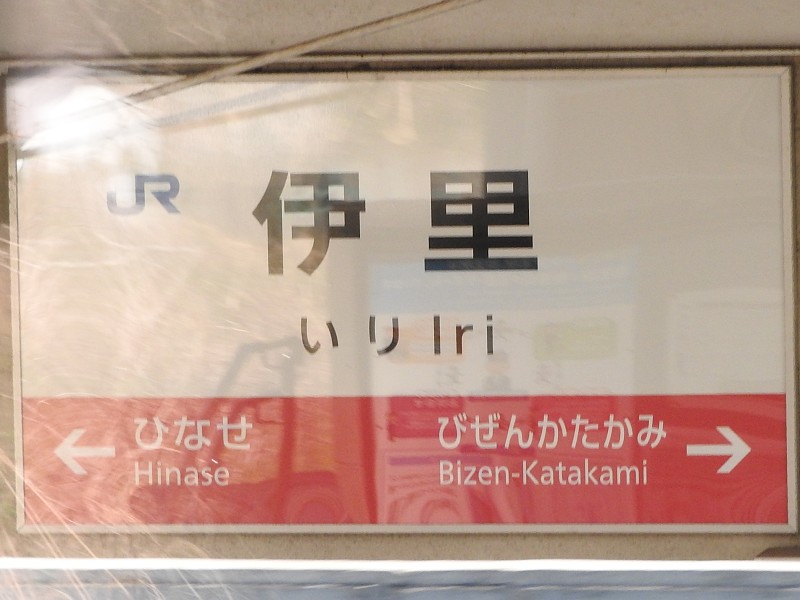 JR
伊里
いり Iri
← ひなせ
Hinase
びぜんかたかみ →
Bizen-Katakami